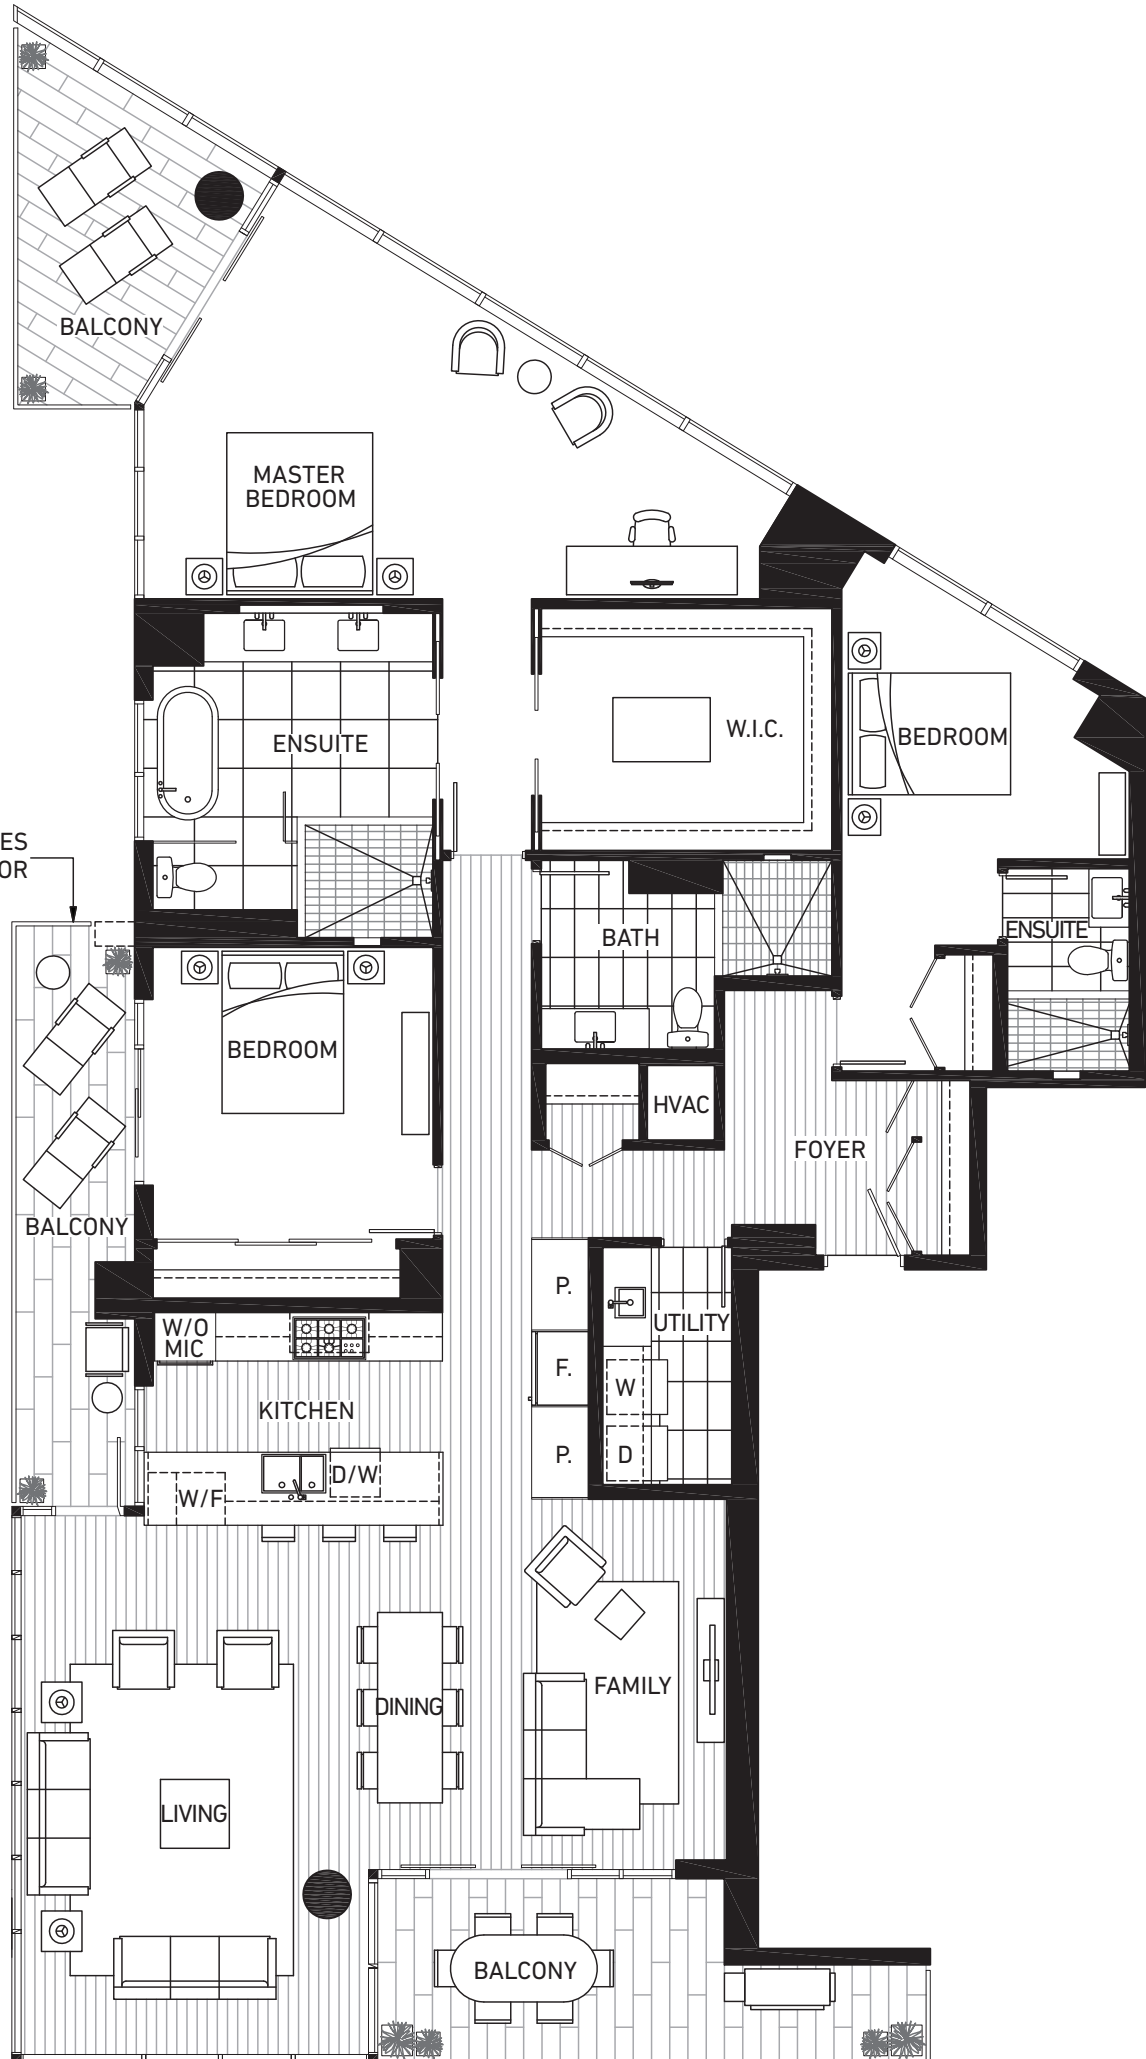 BALCONY
MASTER
BEDROOM
W.I.C.
BEDROOM
ENSUITE
ES
OR
ENSUITE
BATH
BEDROOM
HVAC
FOYER
BALCONY
P.
W/O
MIC
UTILITY
F.
W
KITCHEN
P.
D
D/W
W/F
FAMILY
DINING
LIVING
BALCONY